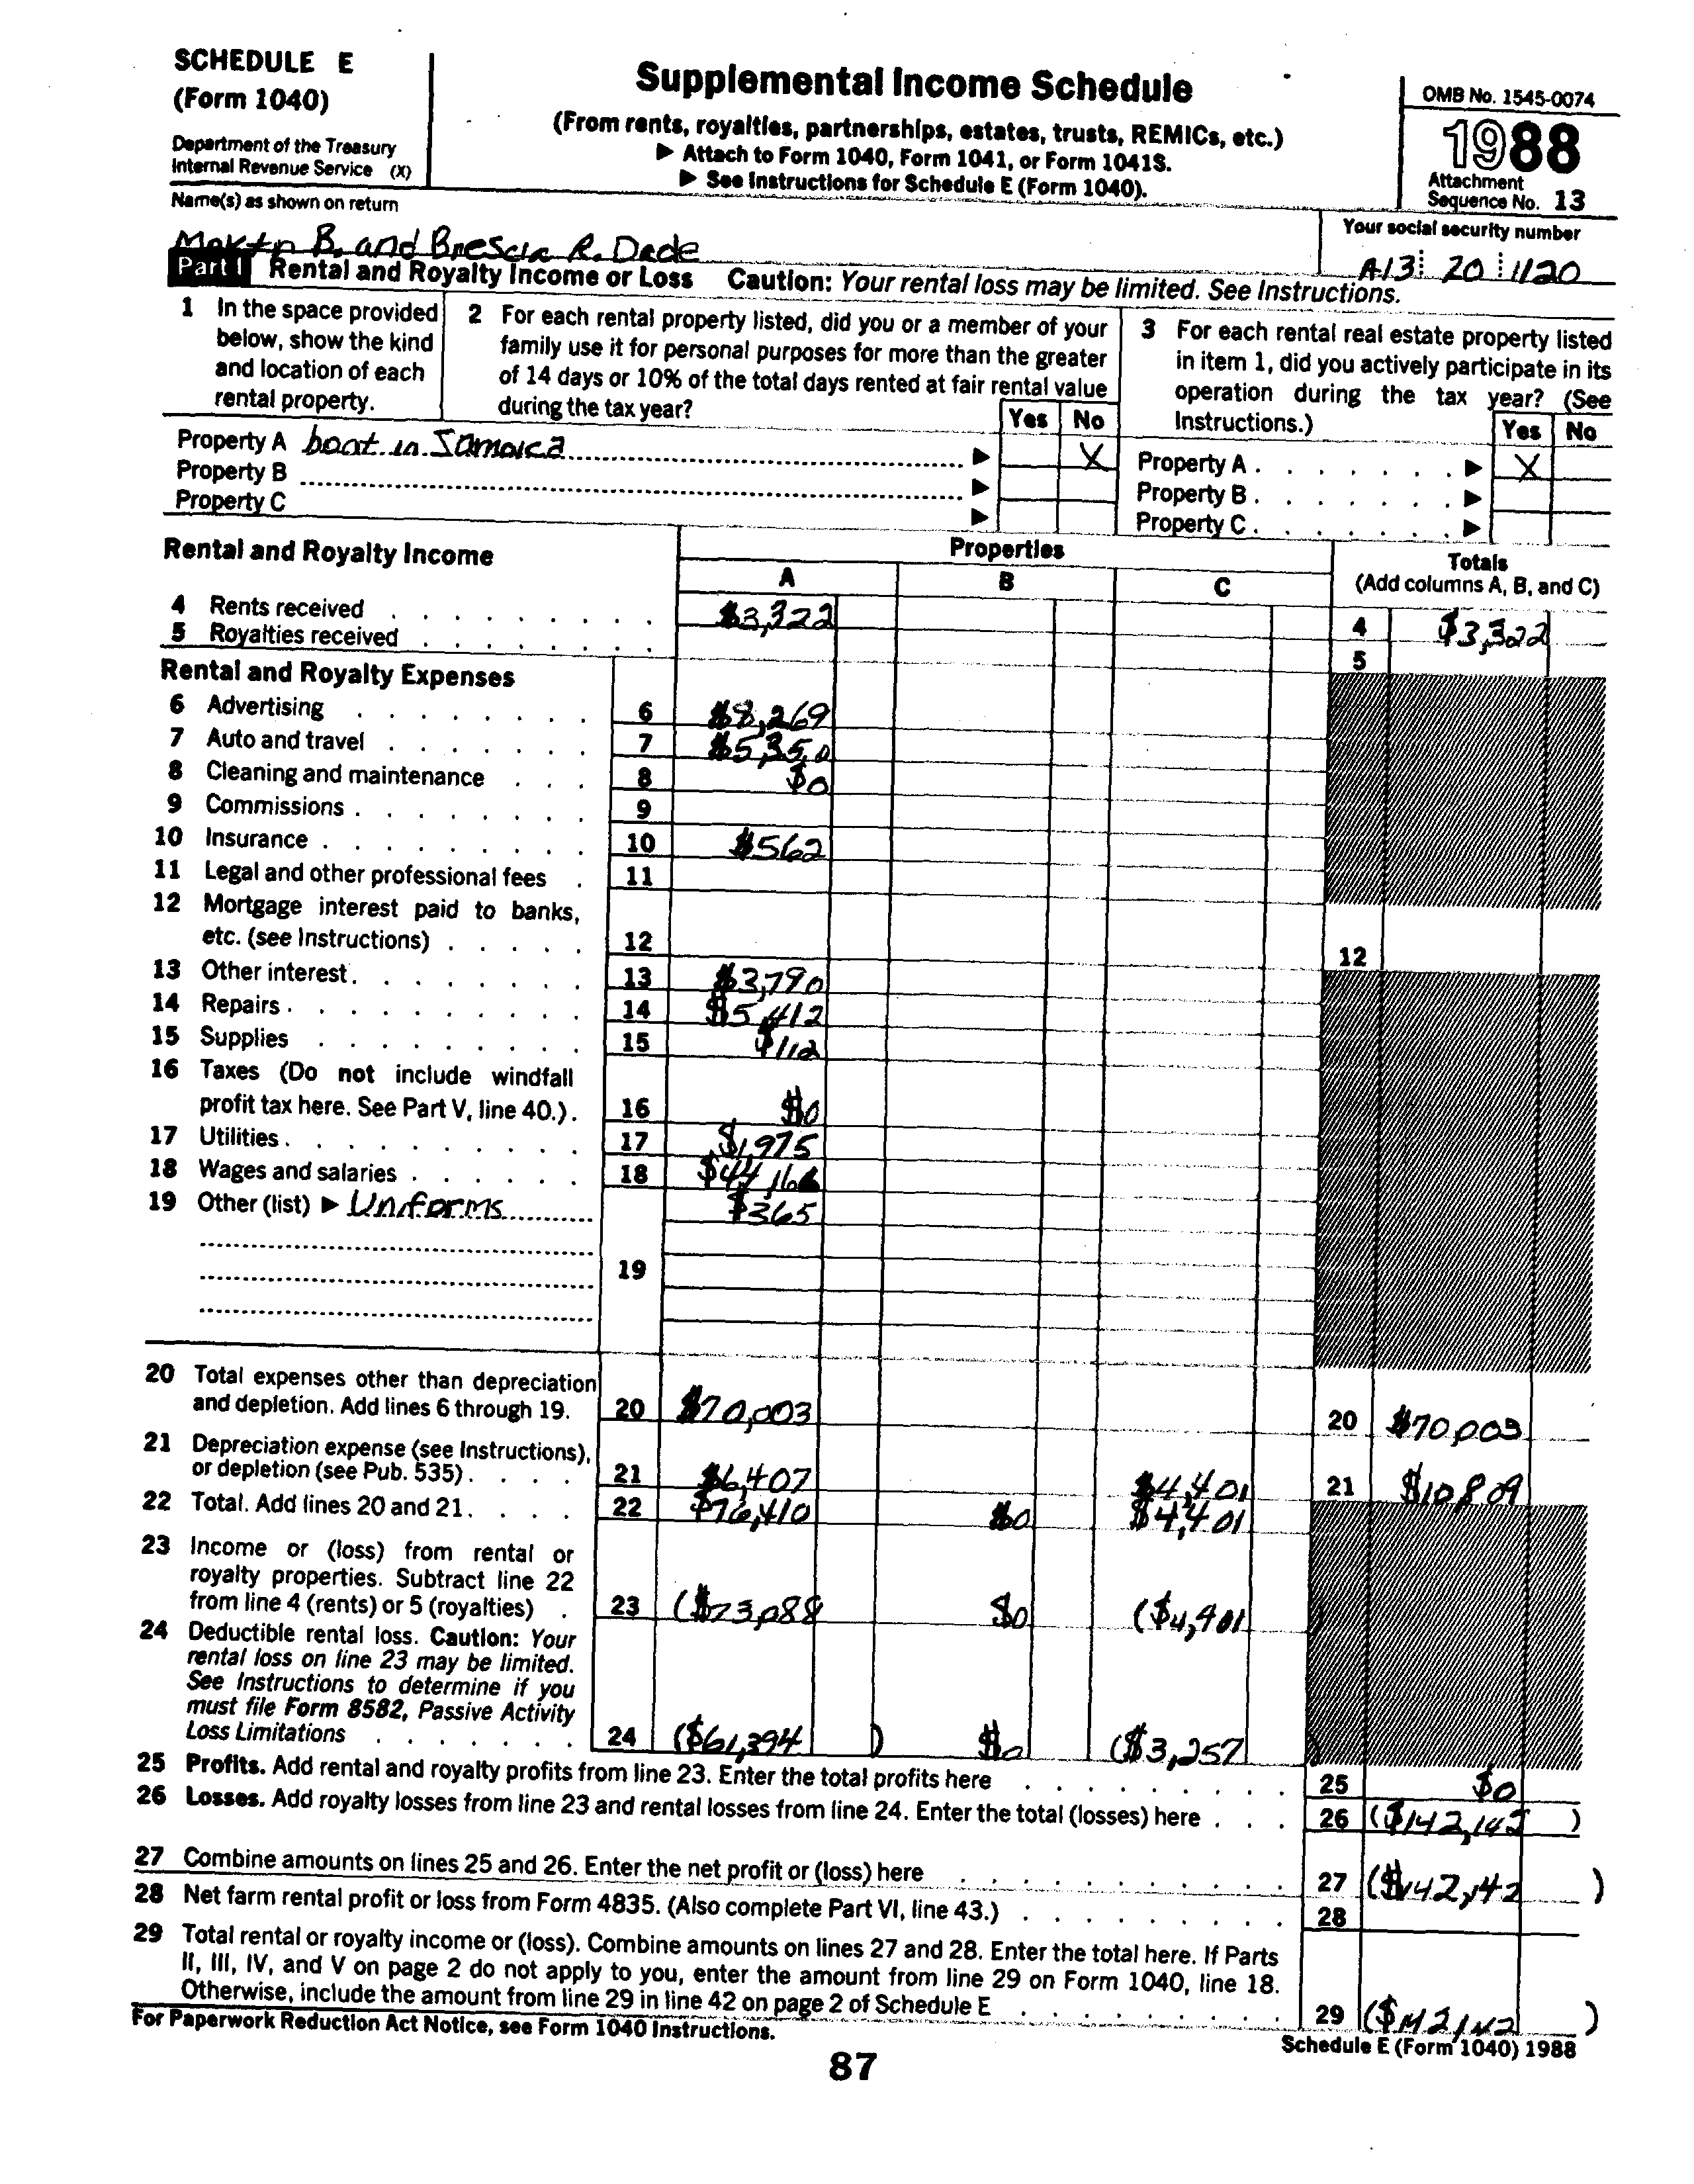 SCHEDULE E
(Form 1040)
Department of the Treasury
Internal Revenue Service (X)
Supplemental Income Schedule
(From rents, royalties, partnerships, estates, trusts, REMICs, etc.)
▶ Attach to Form 1040, Form 1041, or Form 1041S.
▶ See Instructions for Schedule E (Form 1040).
OMB No. 1545-0074
1988
Attachment
Sequence No. 13
Name(s) as shown on return
Your social security number
B. and Brescia R. Dade
A13 20 1120
Part I Rental and Royalty Income or Loss Caution: Your rental loss may be limited. See Instructions.
1 In the space provided below, show the kind and location of each rental property.
2 For each rental property listed, did you or a member of your family use it for personal purposes for more than the greater of 14 days or 10% of the total days rented at fair rental value during the tax year?
Yes No
3 For each rental real estate property listed in item 1, did you actively participate in its operation during the tax year? (See Instructions.)
Yes No
Property A boat in Jamaica ▶ X
Property B ▶
Property C ▶
Property A ▶ X
Property B ▶
Property C ▶
Rental and Royalty Income
Properties
A B C
Totals
(Add columns A, B, and C)
4 Rents received $3,322 4 $3,322
5 Royalties received 5
Rental and Royalty Expenses
6 Advertising 6 $8,269
7 Auto and travel 7 $5,350
8 Cleaning and maintenance 8 $0
9 Commissions 9
10 Insurance 10 $562
11 Legal and other professional fees 11
12 Mortgage interest paid to banks,
etc. (see Instructions) 12 12
13 Other interest 13 $3,790
14 Repairs 14 $5,412
15 Supplies 15 $112
16 Taxes (Do not include windfall
profit tax here. See Part V, line 40.) 16 $0
17 Utilities 17 $1,975
18 Wages and salaries 18 $44,168
19 Other (list) ▶ Uniforms $365
19
20 Total expenses other than depreciation
and depletion. Add lines 6 through 19. 20 $70,003 20 $70,003
21 Depreciation expense (see Instructions),
or depletion (see Pub. 535) 21 $6,407 $4,401 21 $10,809
22 Total. Add lines 20 and 21 22 $76,410 $0 $4,401
23 Income or (loss) from rental or
royalty properties. Subtract line 22
from line 4 (rents) or 5 (royalties) 23 ($73,088 $0 ($4,401
24 Deductible rental loss. Caution: Your
rental loss on line 23 may be limited.
See Instructions to determine if you
must file Form 8582, Passive Activity
Loss Limitations 24 ($61,394 ) $0 ($3,257
25 Profits. Add rental and royalty profits from line 23. Enter the total profits here 25 $0
26 Losses. Add royalty losses from line 23 and rental losses from line 24. Enter the total (losses) here 26 ($142,142 )
27 Combine amounts on lines 25 and 26. Enter the net profit or (loss) here 27 ($142,142 )
28 Net farm rental profit or loss from Form 4835. (Also complete Part VI, line 43.) 28
29 Total rental or royalty income or (loss). Combine amounts on lines 27 and 28. Enter the total here. If Parts
II, III, IV, and V on page 2 do not apply to you, enter the amount from line 29 on Form 1040, line 18.
Otherwise, include the amount from line 29 in line 42 on page 2 of Schedule E 29 ($142,142 )
For Paperwork Reduction Act Notice, see Form 1040 Instructions.
Schedule E (Form 1040) 1988
87